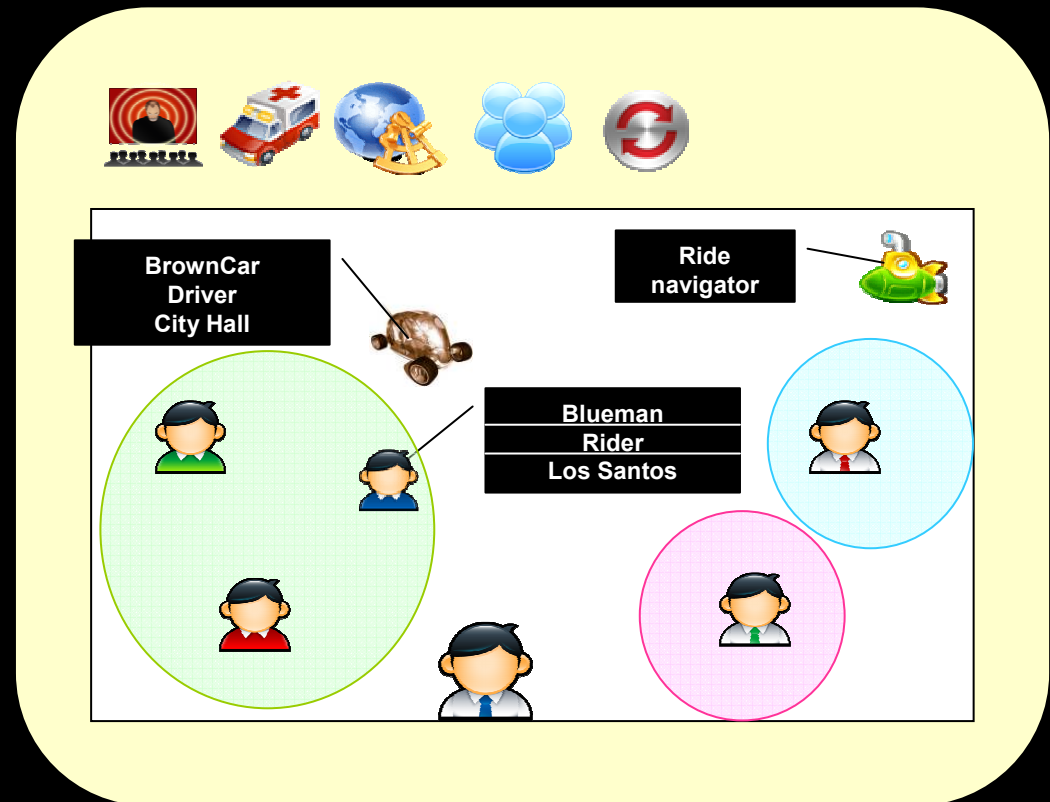 BrownCar
Driver
City Hall
Ride
navigator
Blueman
Rider
Los Santos